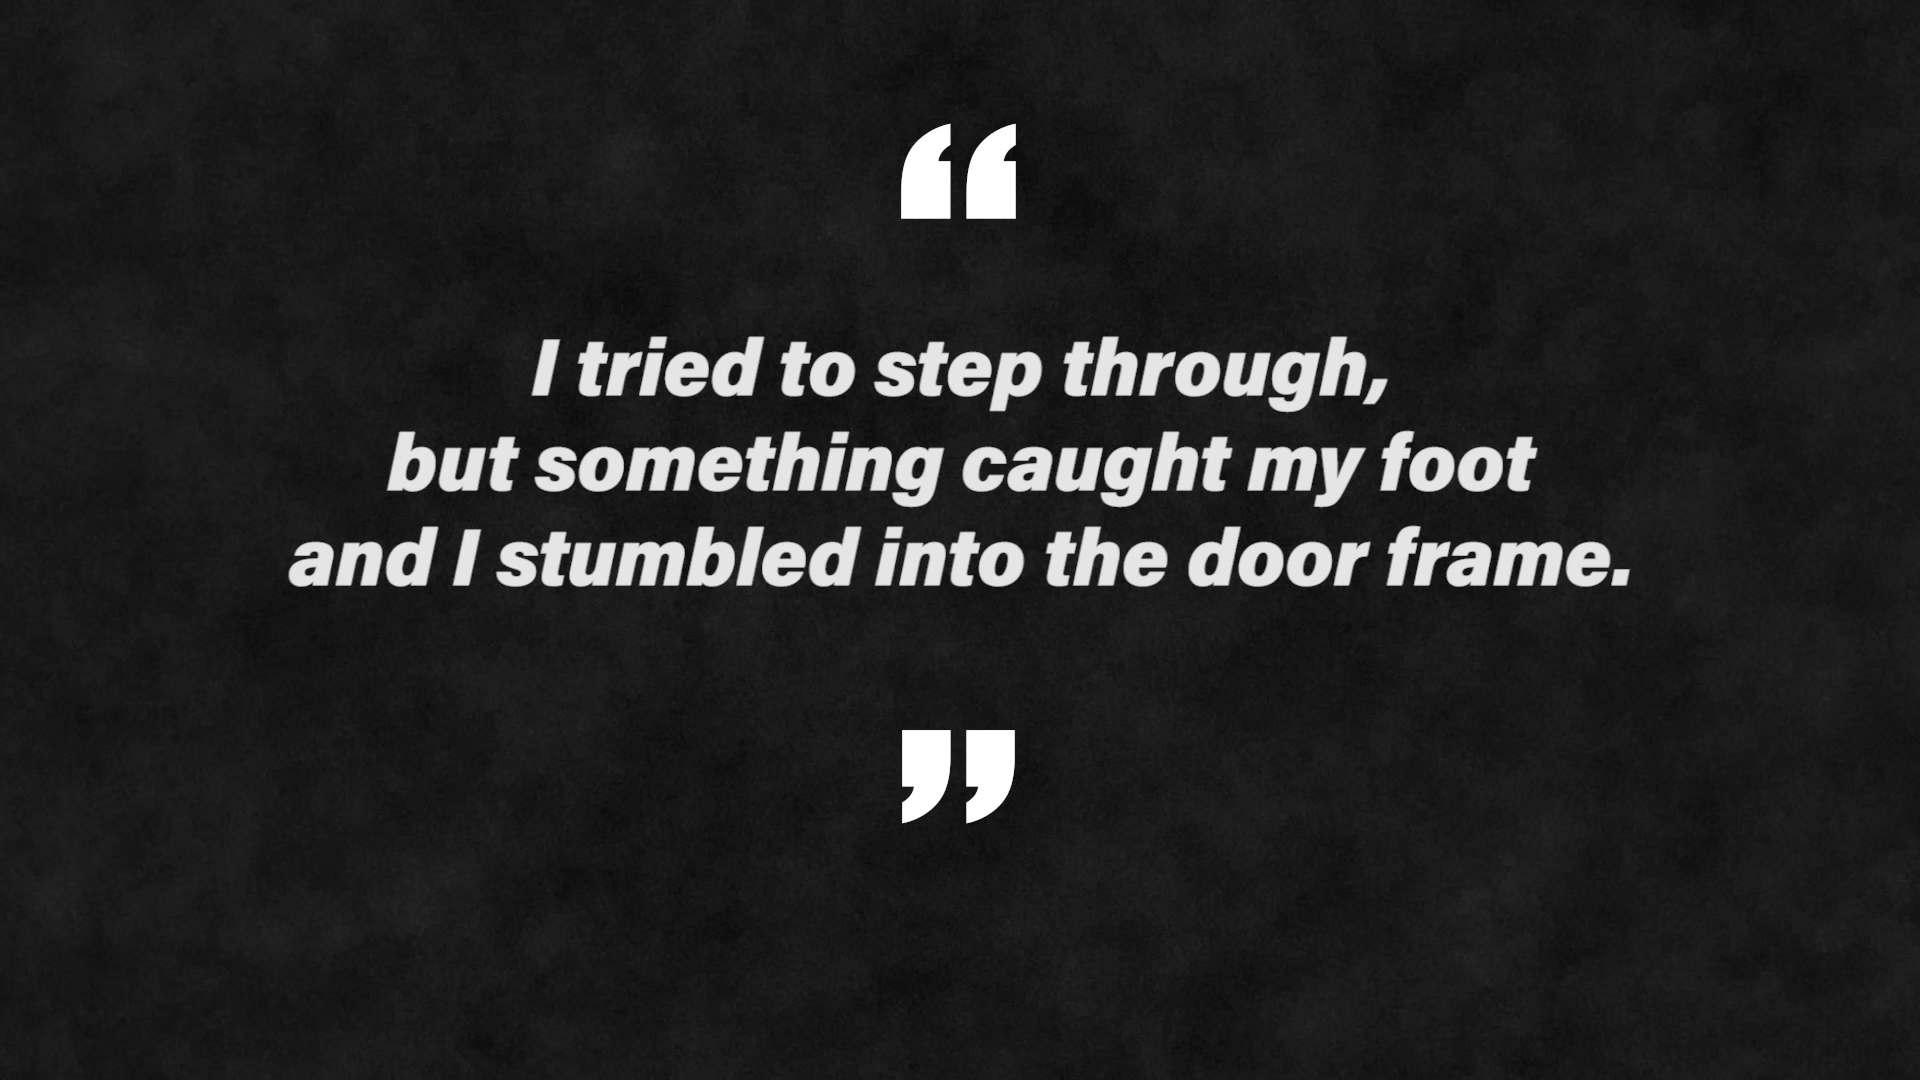 “
I tried to step through,
but something caught my foot
and I stumbled into the door frame.
”